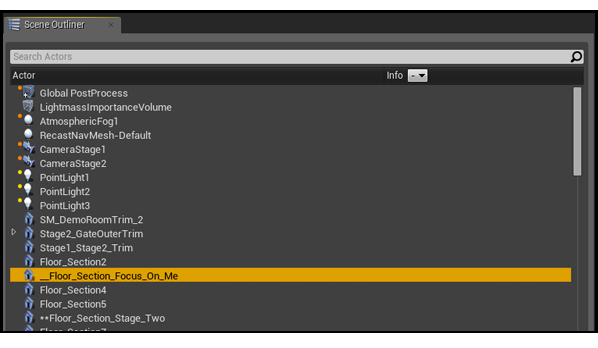 Scene Outliner
Search Actors
Actor Info -
Global PostProcess
LightmassImportanceVolume
AtmosphericFog1
RecastNavMesh-Default
CameraStage1
CameraStage2
PointLight1
PointLight2
PointLight3
SM_DemoRoomTrim_2
Stage2_GateOuterTrim
Stage1_Stage2_Trim
Floor_Section2
__Floor_Section_Focus_On_Me
Floor_Section4
Floor_Section5
**Floor_Section_Stage_Two
Floor_Section7